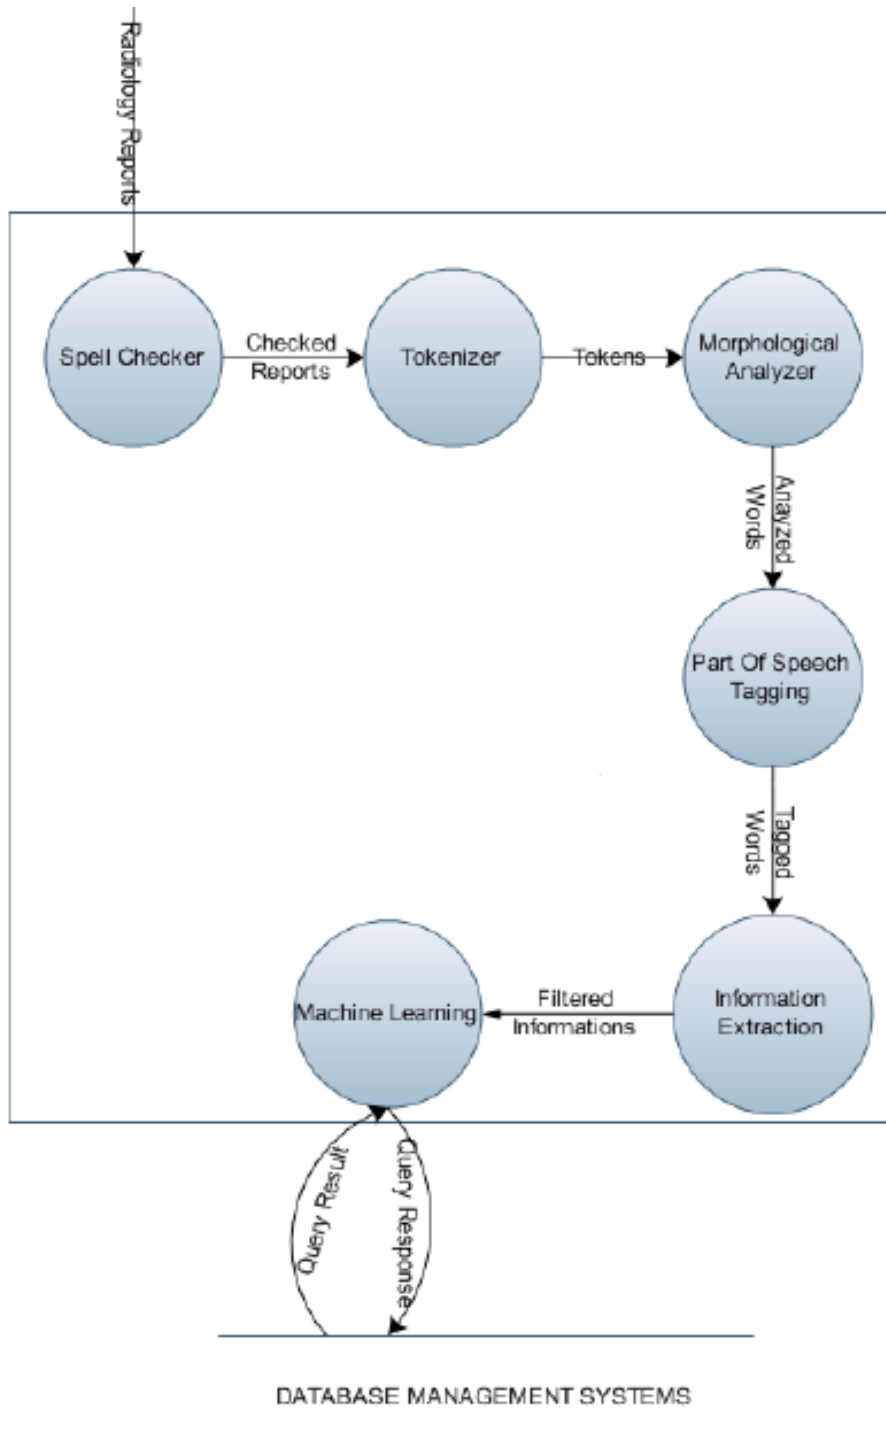 Radiology Reports
Spell Checker
Checked
Reports
Tokenizer
Tokens
Morphological
Analyzer
Anayzed
Words
Part Of Speech
Tagging
Tagged
Words
Information
Extraction
Filtered
Informations
Machine Learning
Query Result
Query Response
DATABASE MANAGEMENT SYSTEMS